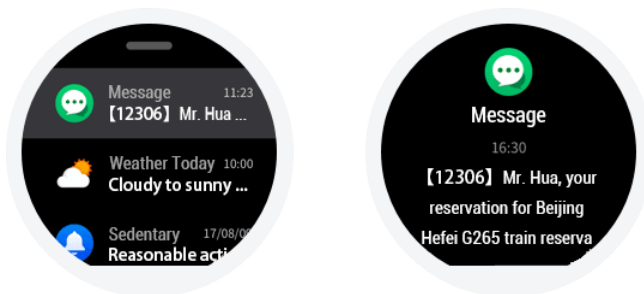 Message 11:23
【12306】 Mr. Hua ...
Weather Today 10:00
Cloudy to sunny ...
Sedentary 17/08/0
Reasonable acti
Message
16:30
【12306】 Mr. Hua, your
reservation for Beijing
Hefei G265 train reserva